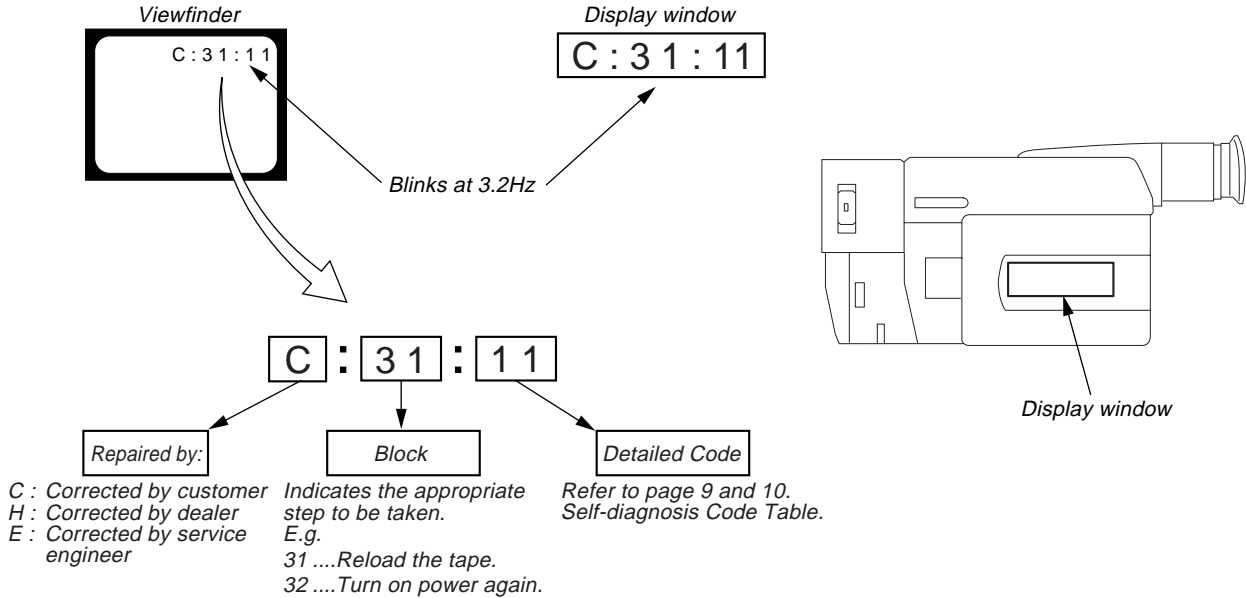 Viewfinder
C : 3 1 : 1 1
Display window
C : 3 1 : 11
Blinks at 3.2Hz
Display window
C : 3 1 : 1 1
Repaired by:
C : Corrected by customer
H : Corrected by dealer
E : Corrected by service
engineer
Block
Indicates the appropriate
step to be taken.
E.g.
31 ....Reload the tape.
32 ....Turn on power again.
Detailed Code
Refer to page 9 and 10.
Self-diagnosis Code Table.